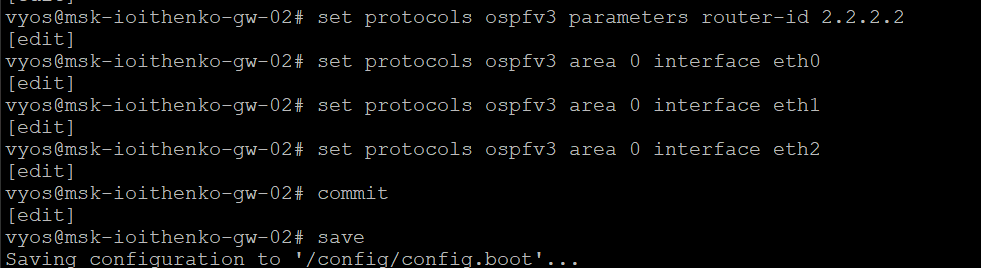 [edit]
vyos@msk-ioithenko-gw-02# set protocols ospfv3 parameters router-id 2.2.2.2
[edit]
vyos@msk-ioithenko-gw-02# set protocols ospfv3 area 0 interface eth0
[edit]
vyos@msk-ioithenko-gw-02# set protocols ospfv3 area 0 interface eth1
[edit]
vyos@msk-ioithenko-gw-02# set protocols ospfv3 area 0 interface eth2
[edit]
vyos@msk-ioithenko-gw-02# commit
[edit]
vyos@msk-ioithenko-gw-02# save
Saving configuration to '/config/config.boot'...